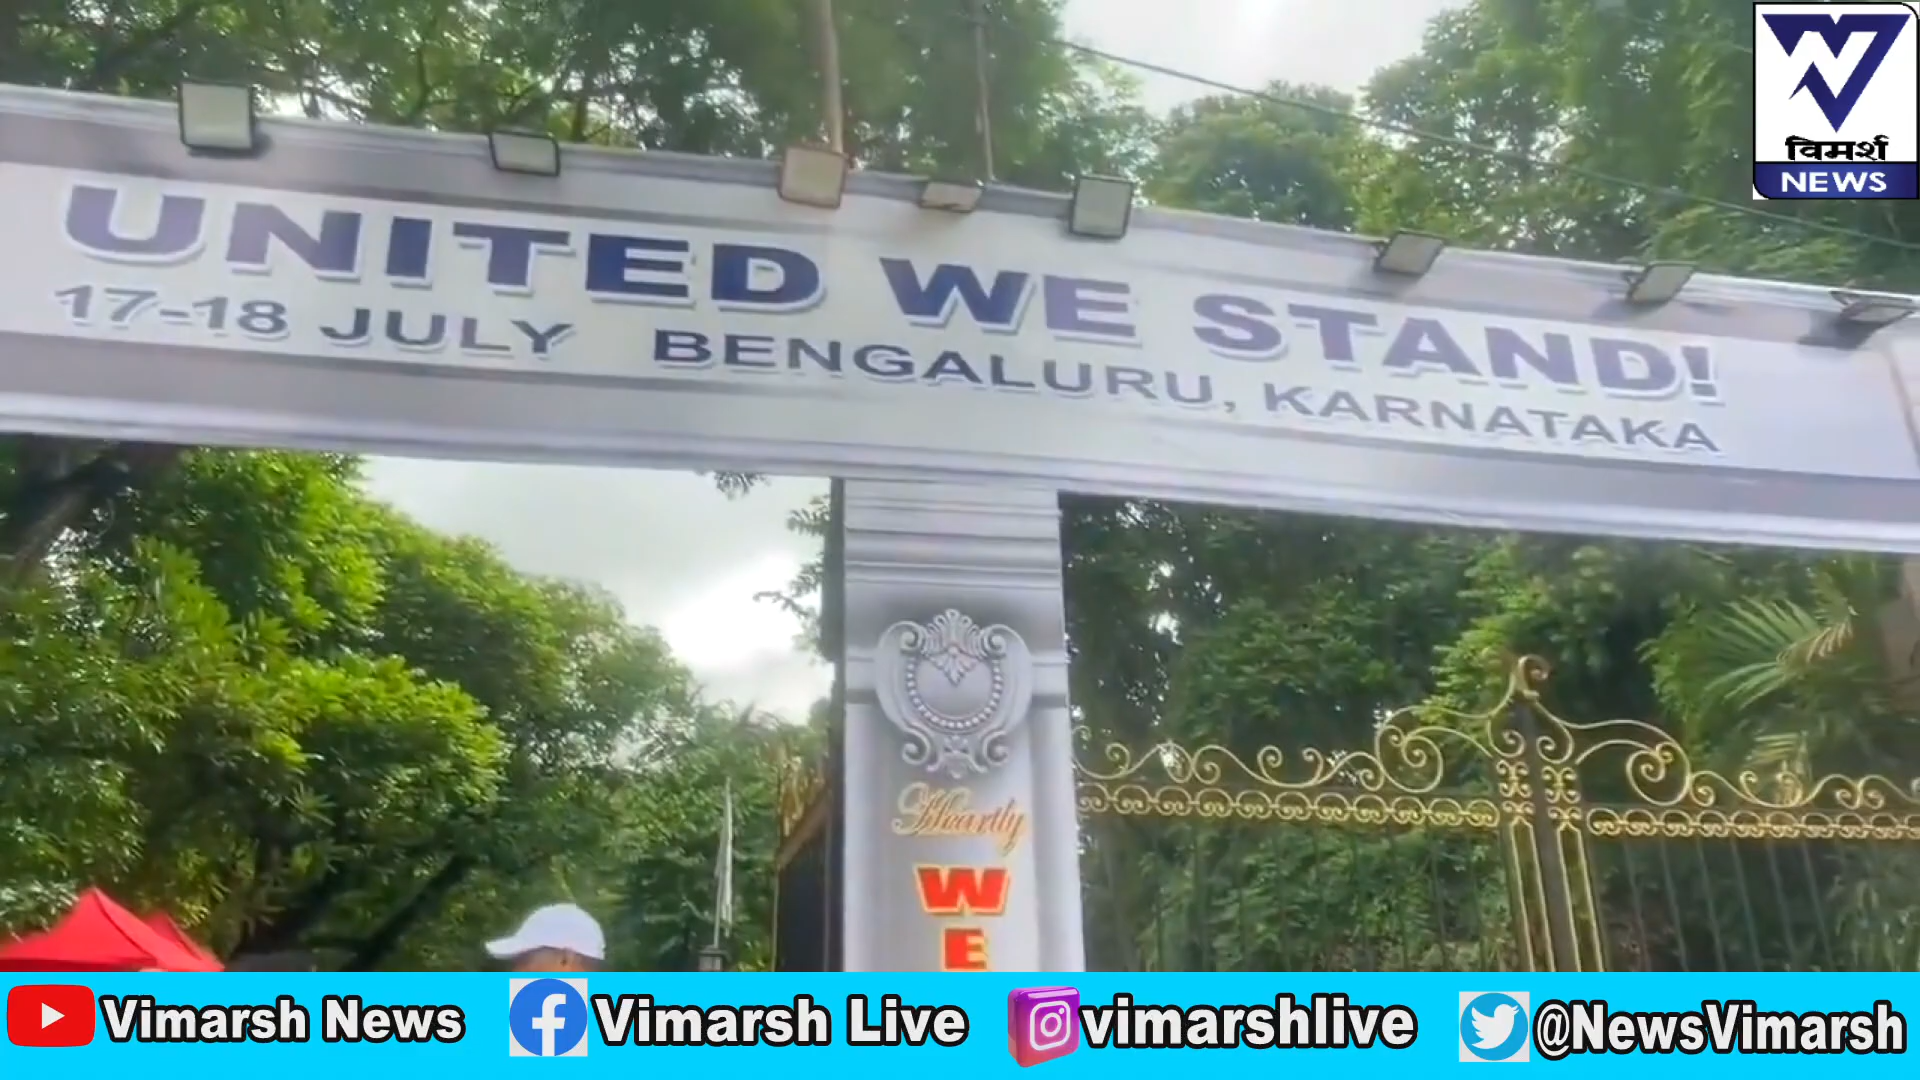 विमर्श
NEWS
UNITED WE STAND!
17-18 JULY BENGALURU, KARNATAKA
Heartly
W
E
Vimarsh News
Vimarsh Live
vimarshlive
@NewsVimarsh